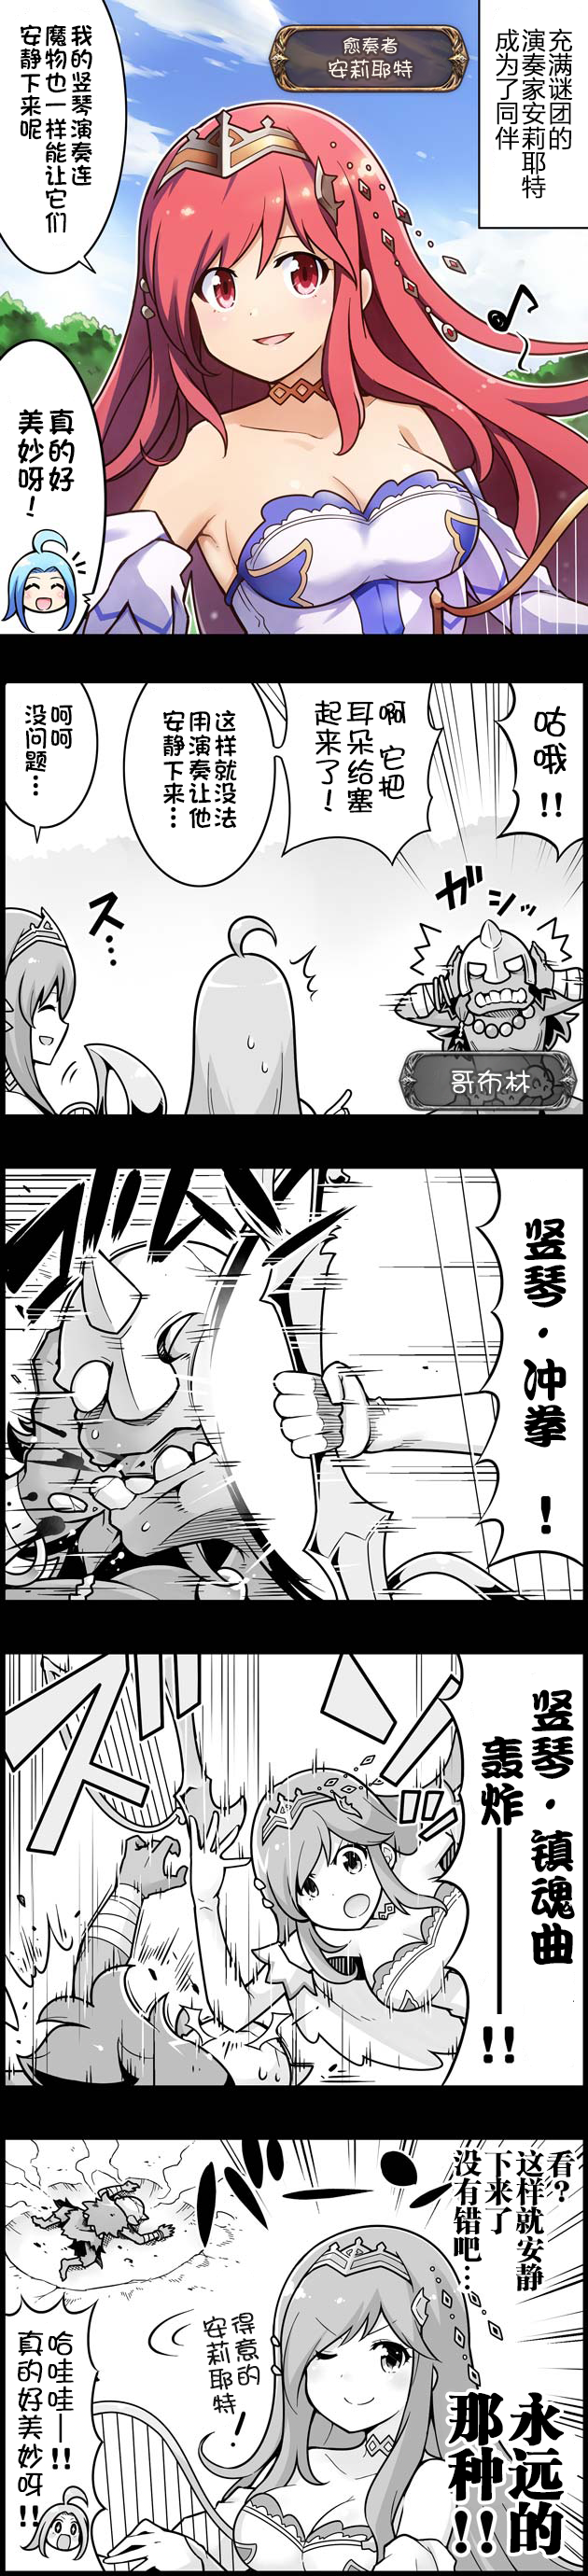 充满谜团的
演奏家安莉耶特
成为了同伴
愈奏者
安莉耶特
我的竖琴演奏连
魔物也一样能让它们
安静下来呢
真的好
美妙呀！
咕哦!!
ガシッ
哥布林
啊 它把
耳朵给塞
起来了！
这样就没法
用演奏让他
安静下来…
呵呵
没问题…
ス…
竖琴·冲拳！
竖琴·镇魂曲
轰炸——!!
看？
这样就安静
下来了
没有错吧…
永远的
那种!!
得意的
安莉耶特！
哈哇哇—!!
真的好美妙呀!!